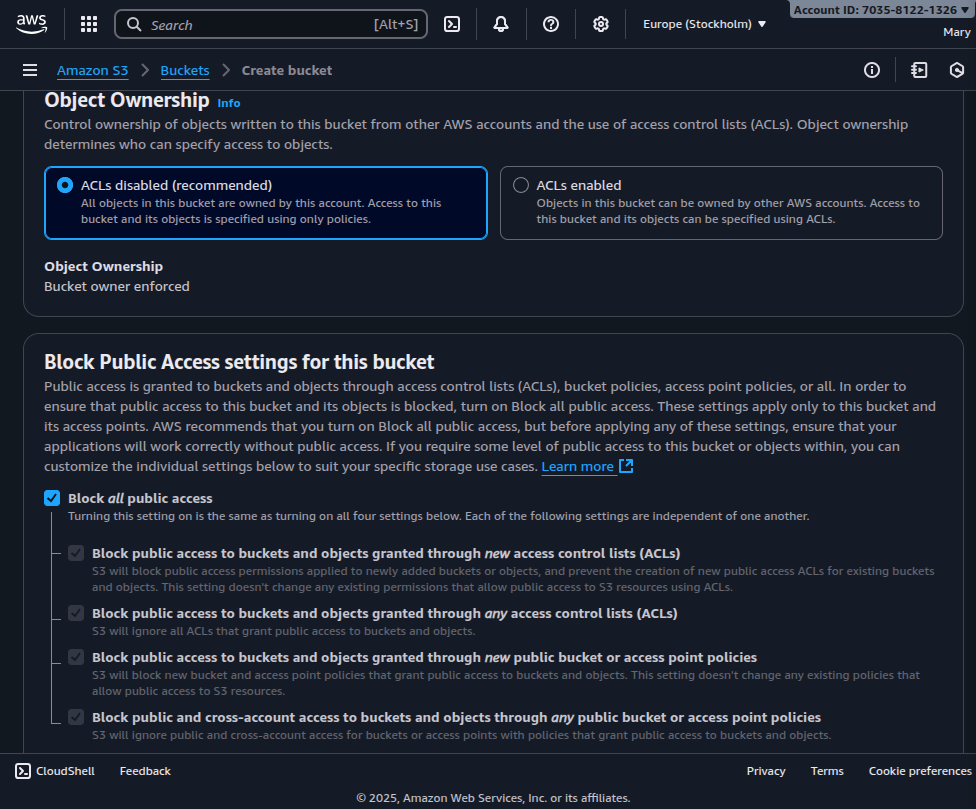 aws
Search [Alt+S]
Europe (Stockholm)
Account ID: 7035-8122-1326
Mary
Amazon S3 > Buckets > Create bucket
Object Ownership Info
Control ownership of objects written to this bucket from other AWS accounts and the use of access control lists (ACLs). Object ownership
determines who can specify access to objects.
ACLs disabled (recommended)
All objects in this bucket are owned by this account. Access to this
bucket and its objects is specified using only policies.
ACLs enabled
Objects in this bucket can be owned by other AWS accounts. Access to
this bucket and its objects can be specified using ACLs.
Object Ownership
Bucket owner enforced
Block Public Access settings for this bucket
Public access is granted to buckets and objects through access control lists (ACLs), bucket policies, access point policies, or all. In order to
ensure that public access to this bucket and its objects is blocked, turn on Block all public access. These settings apply only to this bucket and
its access points. AWS recommends that you turn on Block all public access, but before applying any of these settings, ensure that your
applications will work correctly without public access. If you require some level of public access to this bucket or objects within, you can
customize the individual settings below to suit your specific storage use cases. Learn more
Block all public access
Turning this setting on is the same as turning on all four settings below. Each of the following settings are independent of one another.
Block public access to buckets and objects granted through new access control lists (ACLs)
S3 will block public access permissions applied to newly added buckets or objects, and prevent the creation of new public access ACLs for existing buckets
and objects. This setting doesn't change any existing permissions that allow public access to S3 resources using ACLs.
Block public access to buckets and objects granted through any access control lists (ACLs)
S3 will ignore all ACLs that grant public access to buckets and objects.
Block public access to buckets and objects granted through new public bucket or access point policies
S3 will block new bucket and access point policies that grant public access to buckets and objects. This setting doesn't change any existing policies that
allow public access to S3 resources.
Block public and cross-account access to buckets and objects through any public bucket or access point policies
S3 will ignore public and cross-account access for buckets or access points with policies that grant public access to buckets and objects.
CloudShell Feedback Privacy Terms Cookie preferences
© 2025, Amazon Web Services, Inc. or its affiliates.